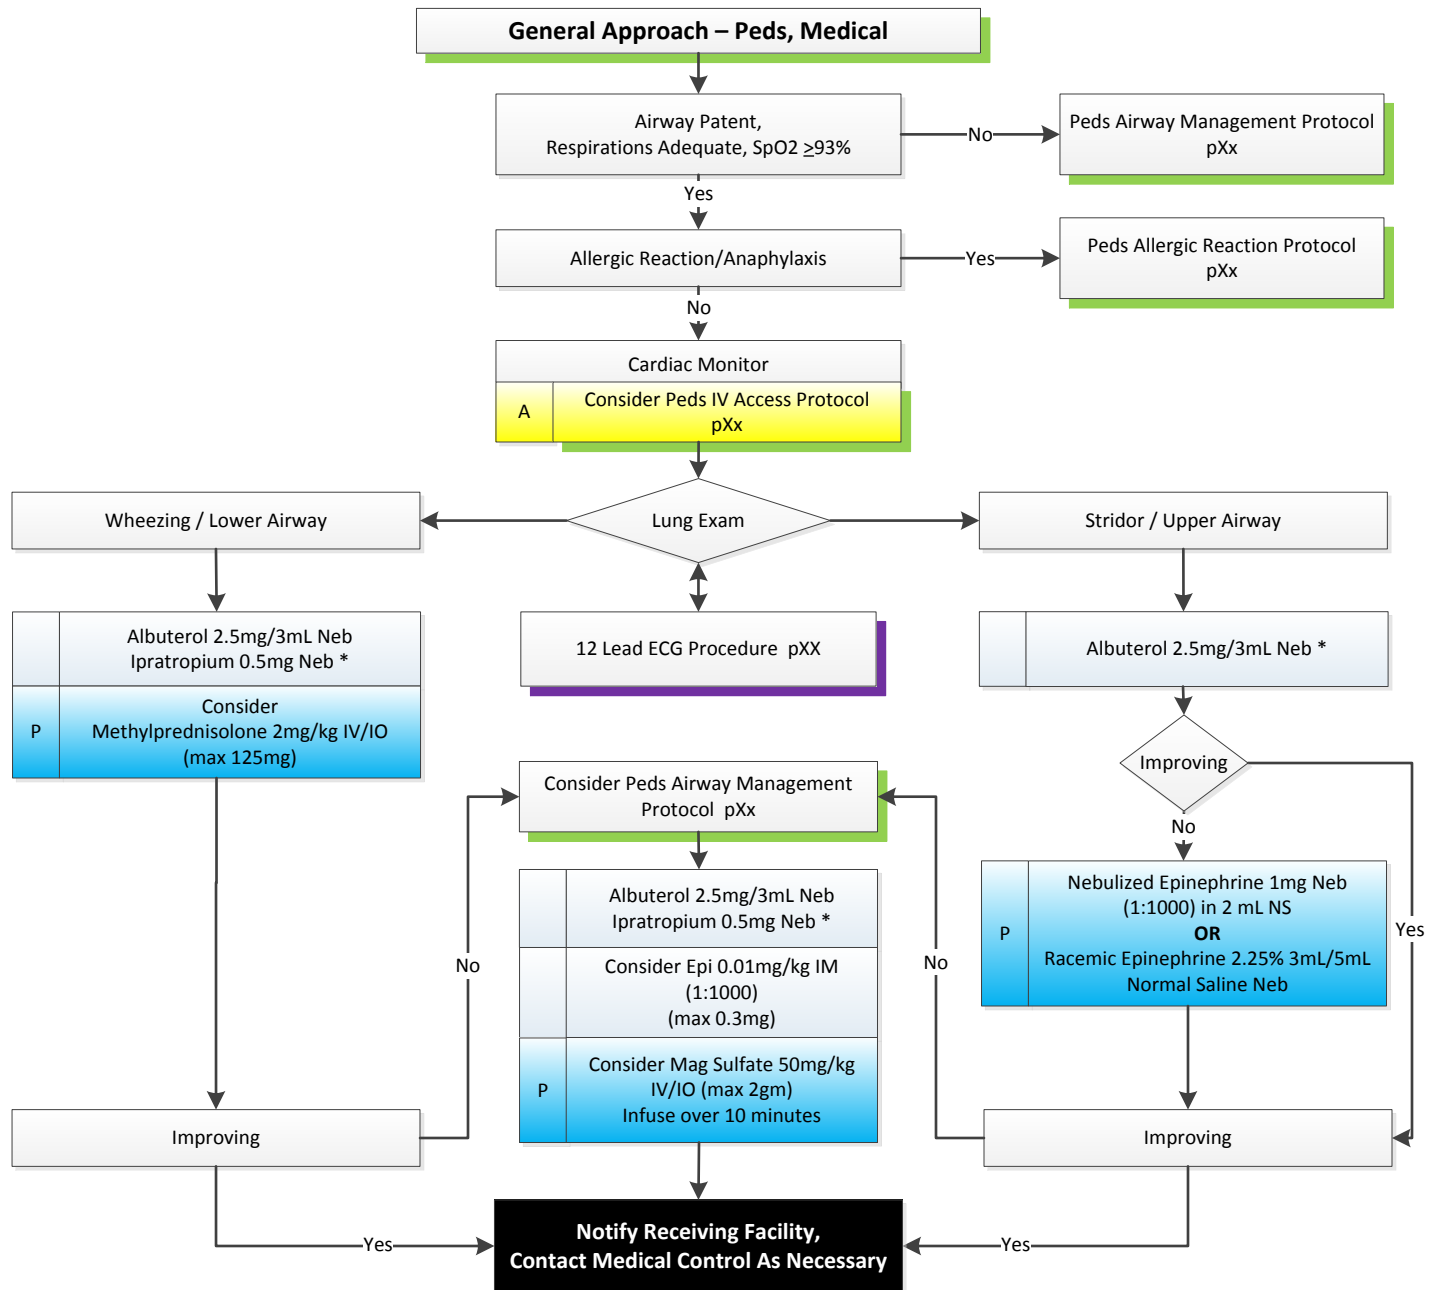 General Approach – Peds, Medical
Airway Patent,
Respirations Adequate, SpO2 ≥93%
No
Peds Airway Management Protocol
pXx
Yes
Allergic Reaction/Anaphylaxis
Yes
Peds Allergic Reaction Protocol
pXx
No
Cardiac Monitor
A
Consider Peds IV Access Protocol
pXx
Wheezing / Lower Airway
Lung Exam
Stridor / Upper Airway
Albuterol 2.5mg/3mL Neb
Ipratropium 0.5mg Neb *
P
Consider
Methylprednisolone 2mg/kg IV/IO
(max 125mg)
12 Lead ECG Procedure pXX
Albuterol 2.5mg/3mL Neb *
Improving
No
Yes
P
Nebulized Epinephrine 1mg Neb
(1:1000) in 2 mL NS
OR
Racemic Epinephrine 2.25% 3mL/5mL
Normal Saline Neb
Consider Peds Airway Management
Protocol pXx
Albuterol 2.5mg/3mL Neb
Ipratropium 0.5mg Neb *
Consider Epi 0.01mg/kg IM
(1:1000)
(max 0.3mg)
P
Consider Mag Sulfate 50mg/kg
IV/IO (max 2gm)
Infuse over 10 minutes
No
No
Improving
Improving
Yes
Yes
Notify Receiving Facility,
Contact Medical Control As Necessary